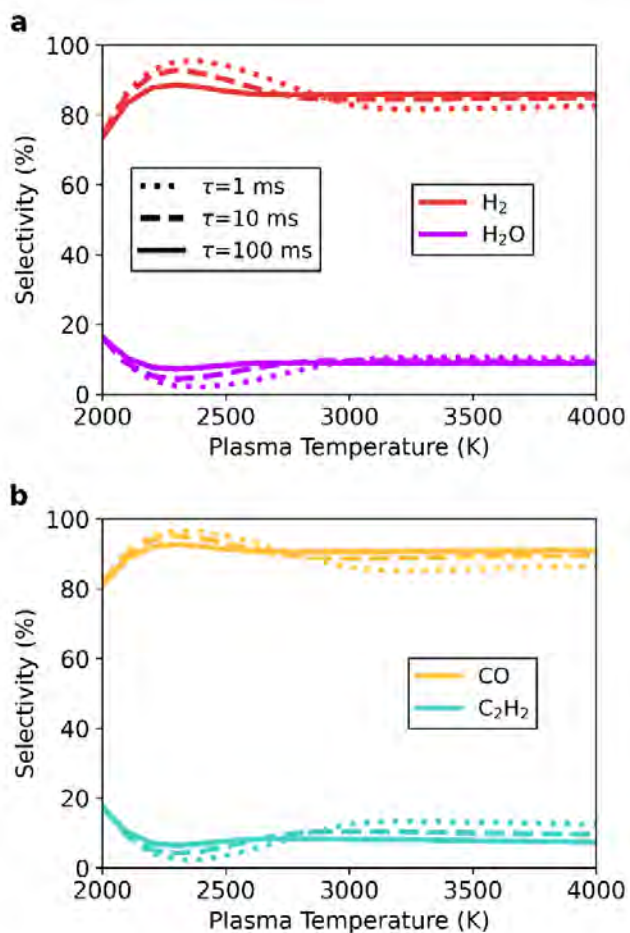 a
100
80
60
40
20
0
Selectivity (%)
τ=1 ms
τ=10 ms
τ=100 ms
H₂
H₂O
2000 2500 3000 3500 4000
Plasma Temperature (K)
b
100
80
60
40
20
0
Selectivity (%)
CO
C₂H₂
2000 2500 3000 3500 4000
Plasma Temperature (K)